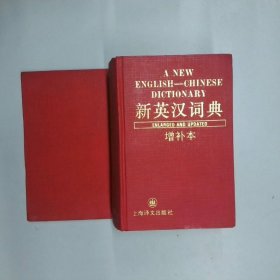 A NEW
ENGLISH—CHINESE
DICTIONARY
新英汉词典
ENLARGED AND UPDATED
增补本
上海译文出版社